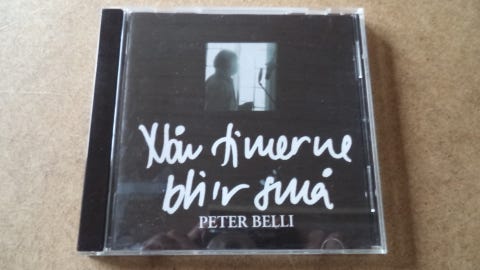 Når timerne
bli'r små
PETER BELLI